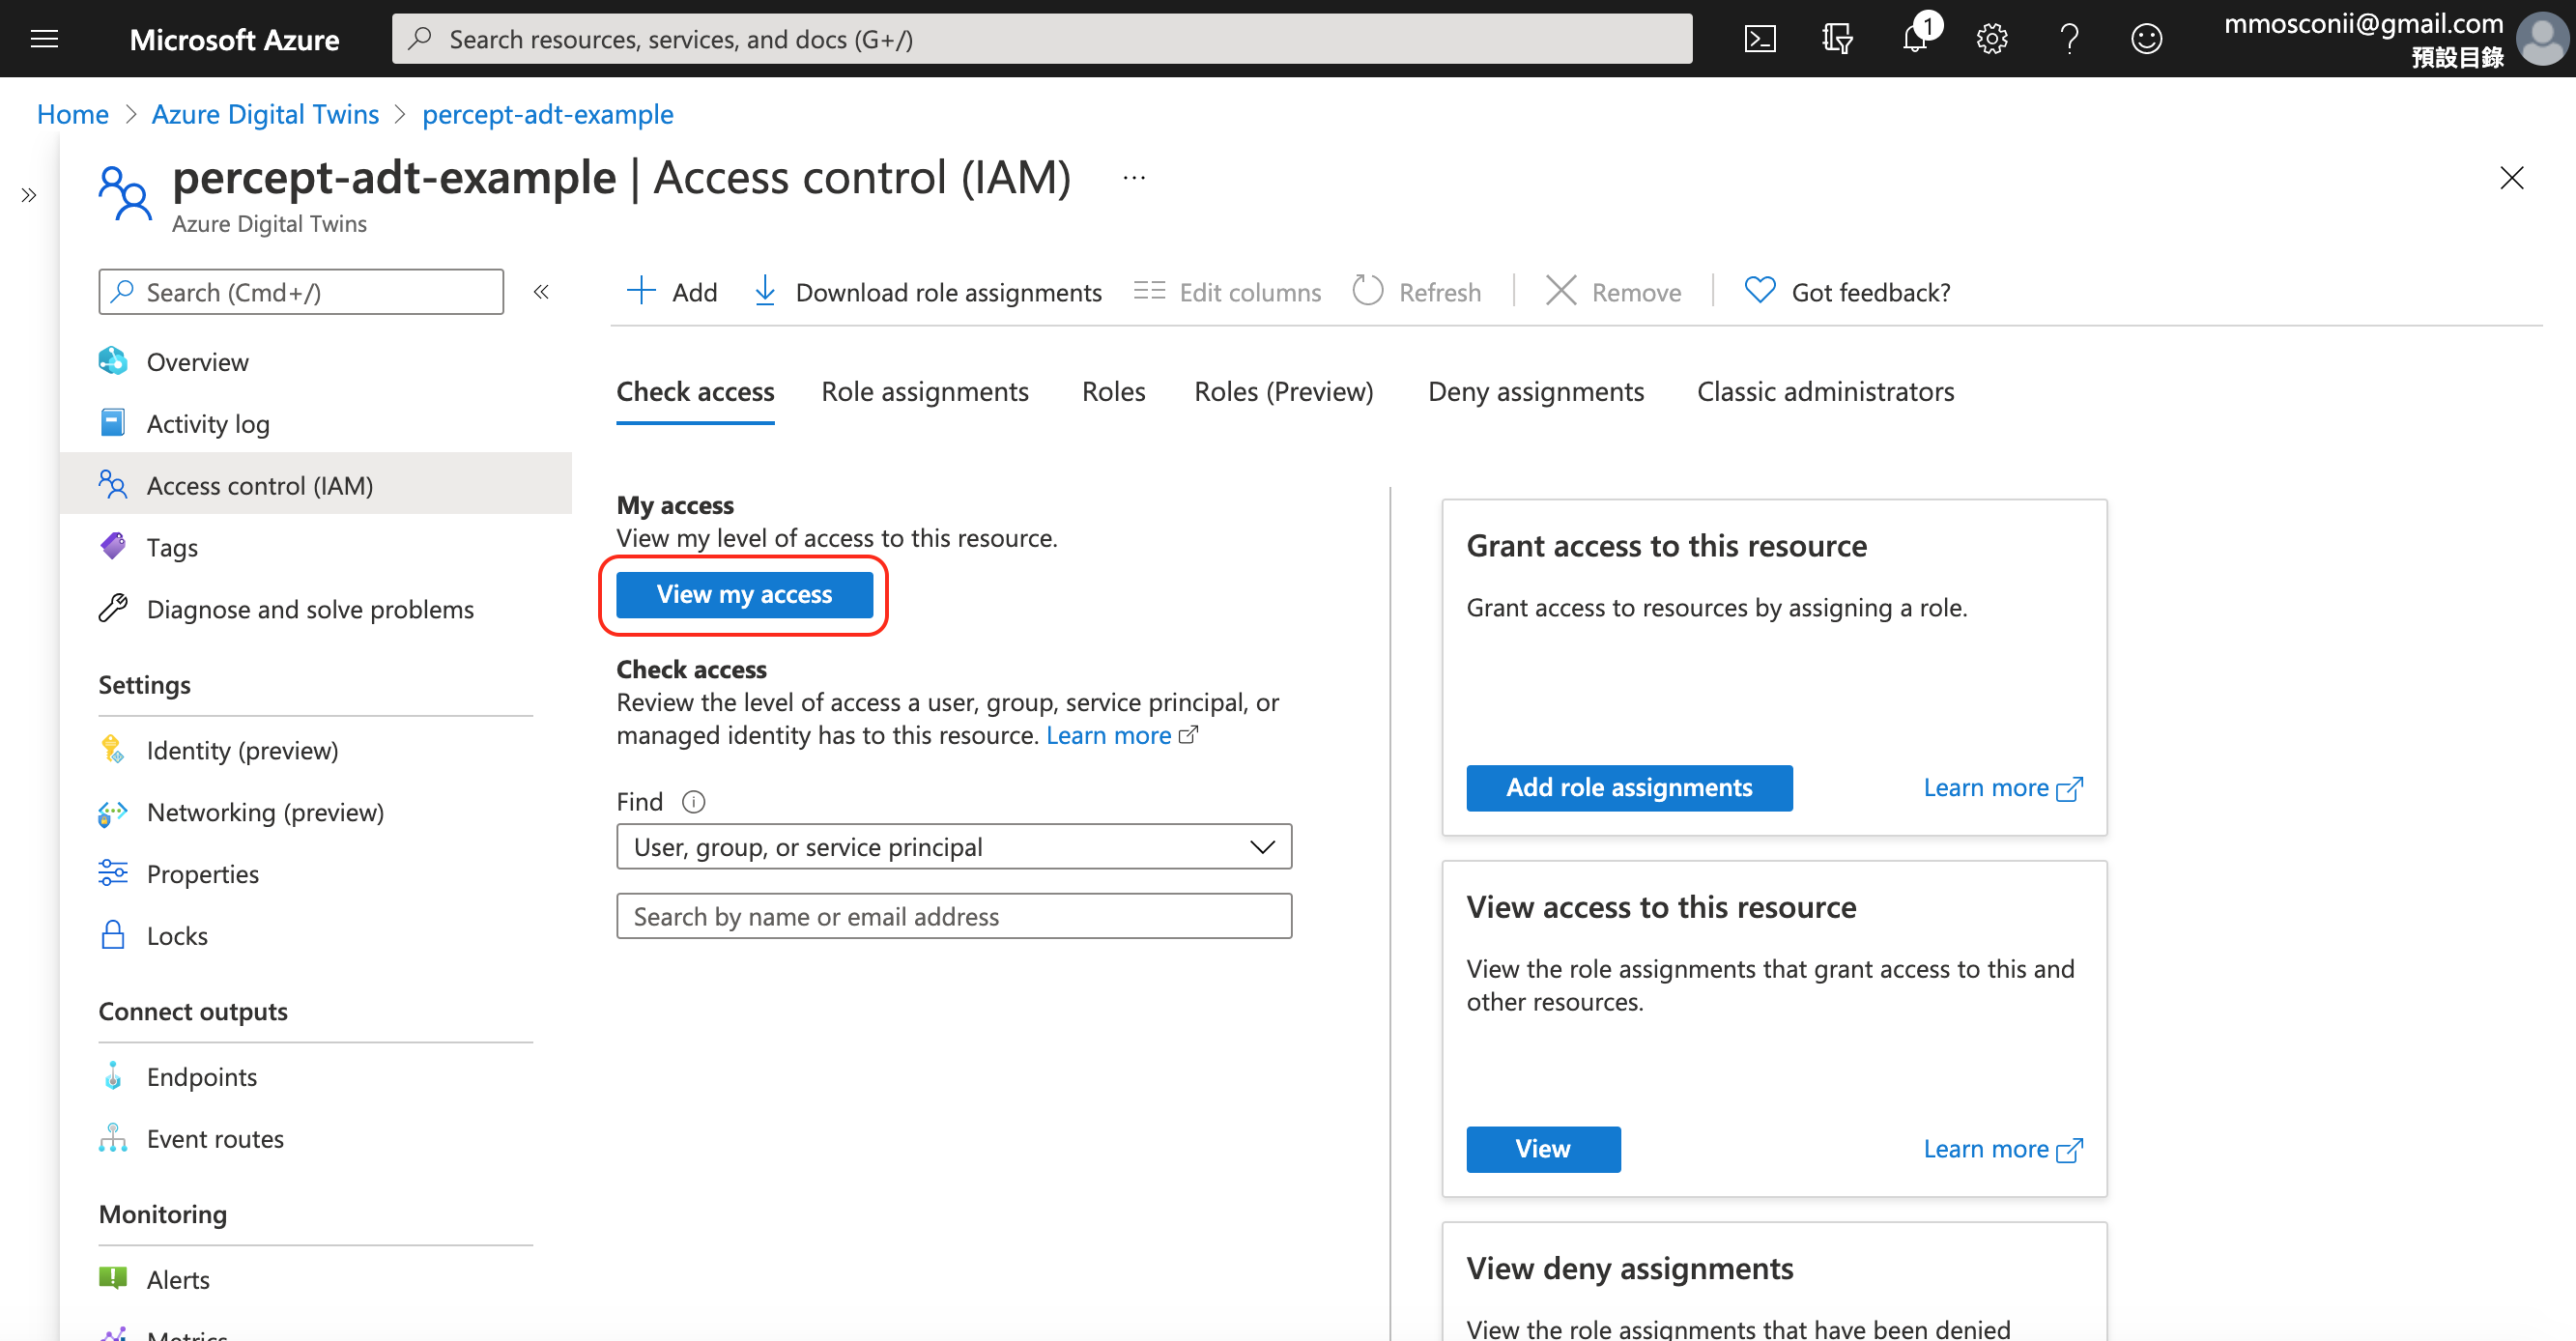 Microsoft Azure
Search resources, services, and docs (G+/)
1
mmosconii@gmail.com
預設目錄
Home > Azure Digital Twins > percept-adt-example
percept-adt-example | Access control (IAM) ...
Azure Digital Twins
Search (Cmd+/)
Overview
Activity log
Access control (IAM)
Tags
Diagnose and solve problems
Settings
Identity (preview)
Networking (preview)
Properties
Locks
Connect outputs
Endpoints
Event routes
Monitoring
Alerts
Metrics
Add
Download role assignments
Edit columns
Refresh
Remove
Got feedback?
Check access
Role assignments
Roles
Roles (Preview)
Deny assignments
Classic administrators
My access
View my level of access to this resource.
View my access
Check access
Review the level of access a user, group, service principal, or
managed identity has to this resource. Learn more
Find
User, group, or service principal
Search by name or email address
Grant access to this resource
Grant access to resources by assigning a role.
Add role assignments
Learn more
View access to this resource
View the role assignments that grant access to this and
other resources.
View
Learn more
View deny assignments
View the role assignments that have been denied